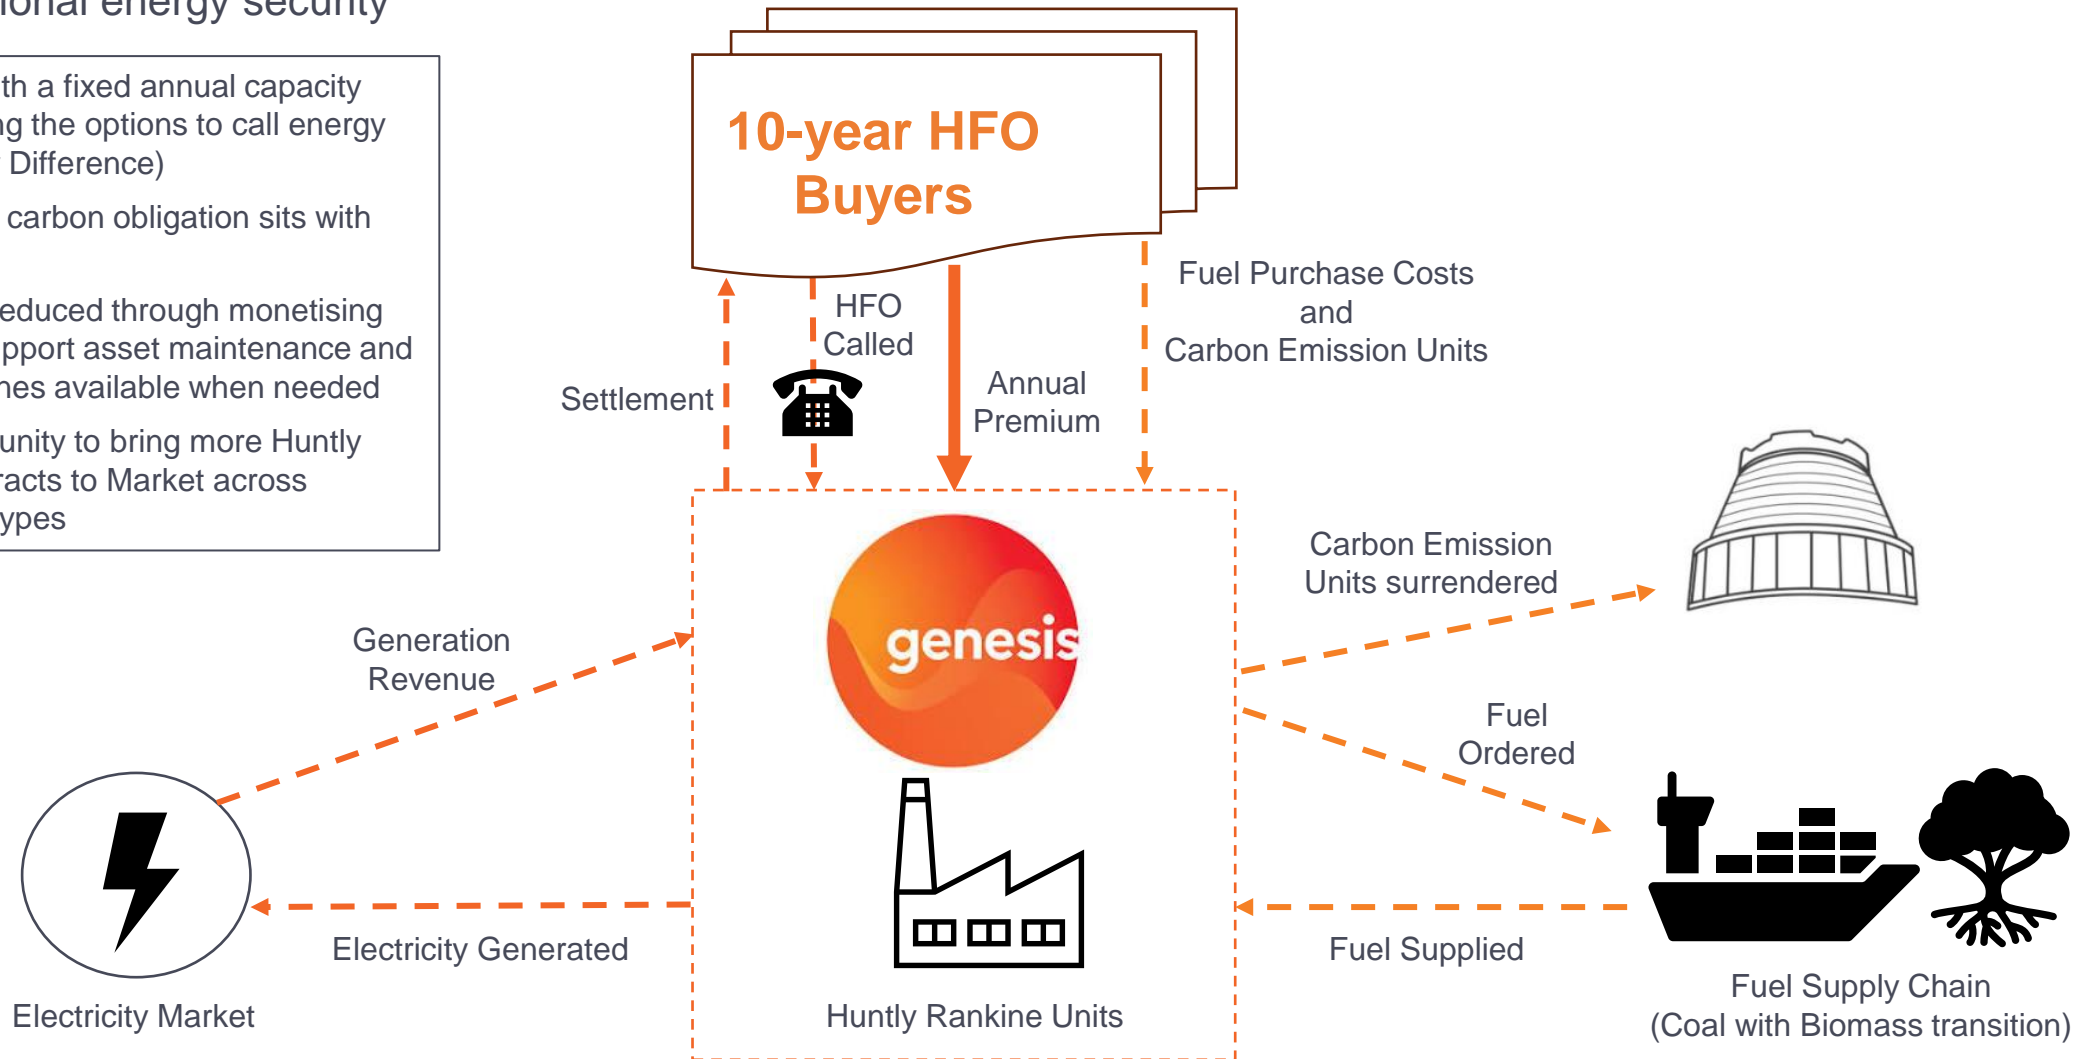 ional energy security
th a fixed annual capacity
ng the options to call energy
Difference)
carbon obligation sits with
educed through monetising
upport asset maintenance and
nes available when needed
unity to bring more Huntly
racts to Market across
ypes
10-year HFO
Buyers
Settlement
HFO
Called
Annual
Premium
Fuel Purchase Costs
and
Carbon Emission Units
Carbon Emission
Units surrendered
Generation
Revenue
genesis
Fuel
Ordered
Electricity Generated
Fuel Supplied
Electricity Market
Huntly Rankine Units
Fuel Supply Chain
(Coal with Biomass transition)